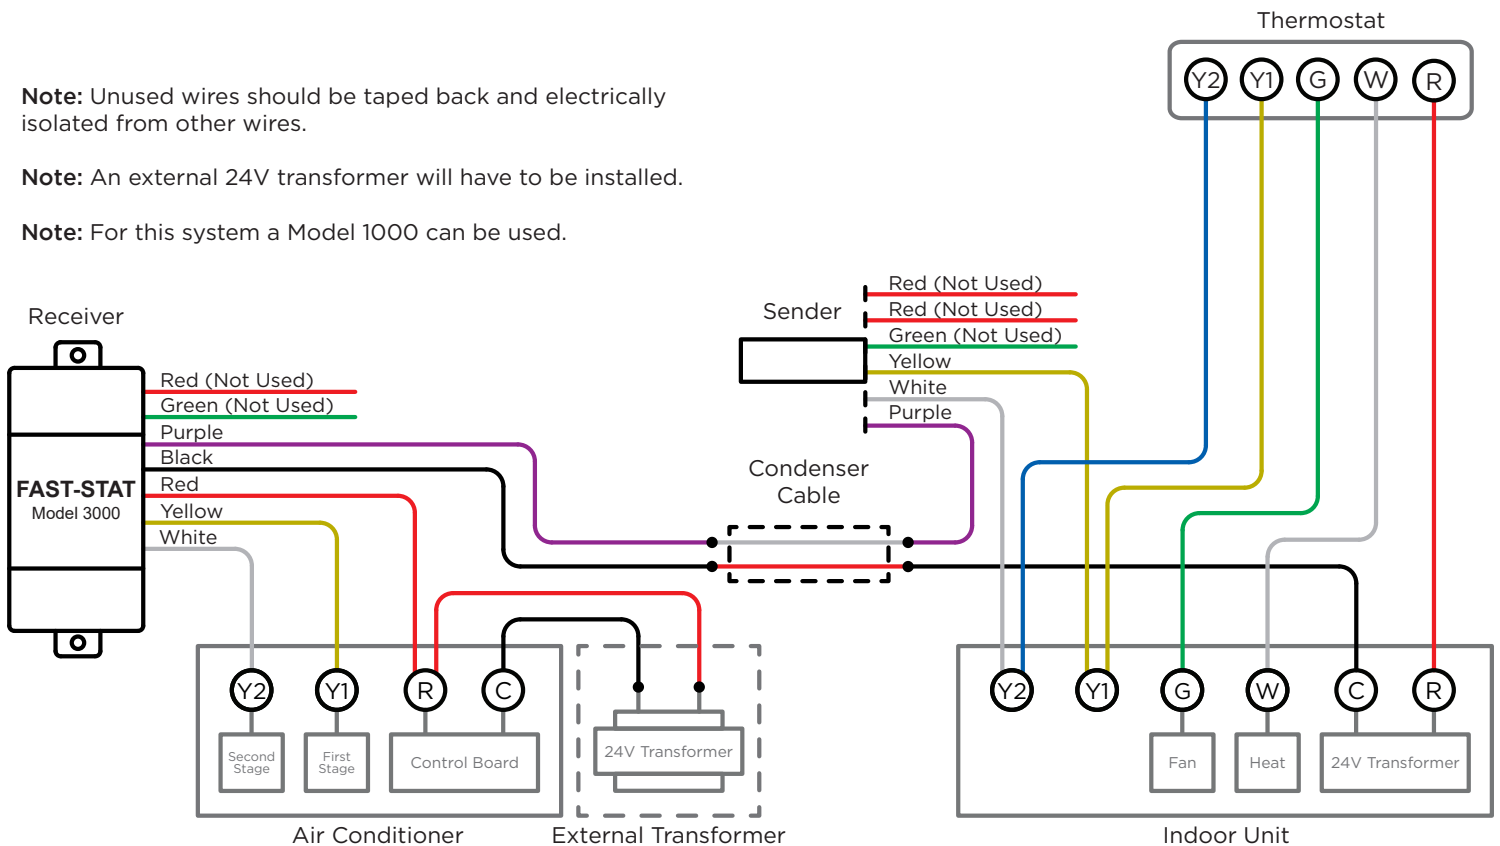 Thermostat
Y2 Y1 G W R
Note: Unused wires should be taped back and electrically
isolated from other wires.
Note: An external 24V transformer will have to be installed.
Note: For this system a Model 1000 can be used.
Receiver
Red (Not Used)
Green (Not Used)
Purple
Black
Red
Yellow
White
FAST-STAT
Model 3000
Sender
Red (Not Used)
Red (Not Used)
Green (Not Used)
Yellow
White
Purple
Condenser
Cable
Y2 Y1 R C
Second
Stage
First
Stage
Control Board
Air Conditioner
24V Transformer
External Transformer
Y2 Y1 G W C R
Fan
Heat
24V Transformer
Indoor Unit